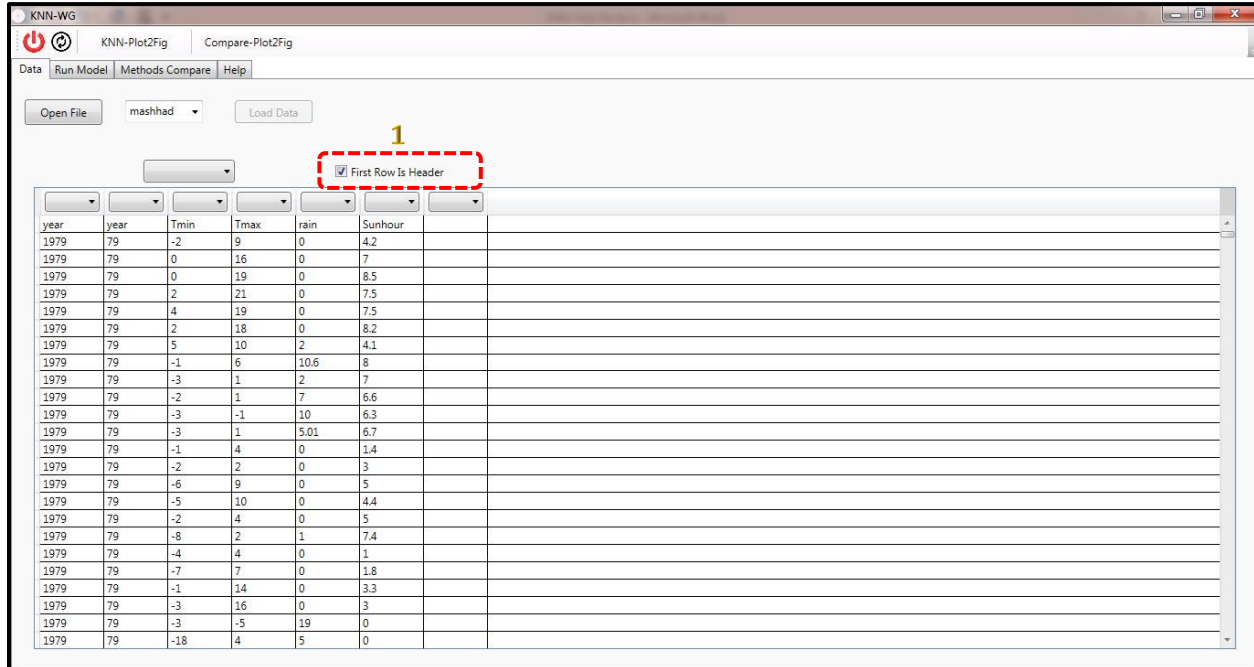 KNN-WG
KNN-Plot2Fig Compare-Plot2Fig
Data Run Model Methods Compare Help
Open File mashhad Load Data
1
First Row Is Header
year year Tmin Tmax rain Sunhour
1979 79 -2 9 0 4.2
1979 79 0 16 0 7
1979 79 0 19 0 8.5
1979 79 2 21 0 7.5
1979 79 4 19 0 7.5
1979 79 2 18 0 8.2
1979 79 5 10 2 4.1
1979 79 -1 6 10.6 8
1979 79 -3 1 2 7
1979 79 -2 1 7 6.6
1979 79 -3 -1 10 6.3
1979 79 -3 1 5.01 6.7
1979 79 -1 4 0 1.4
1979 79 -2 2 0 3
1979 79 -6 9 0 5
1979 79 -5 10 0 4.4
1979 79 -2 4 0 5
1979 79 -8 2 1 7.4
1979 79 -4 4 0 1
1979 79 -7 7 0 1.8
1979 79 -1 14 0 3.3
1979 79 -3 16 0 3
1979 79 -3 -5 19 0
1979 79 -18 4 5 0